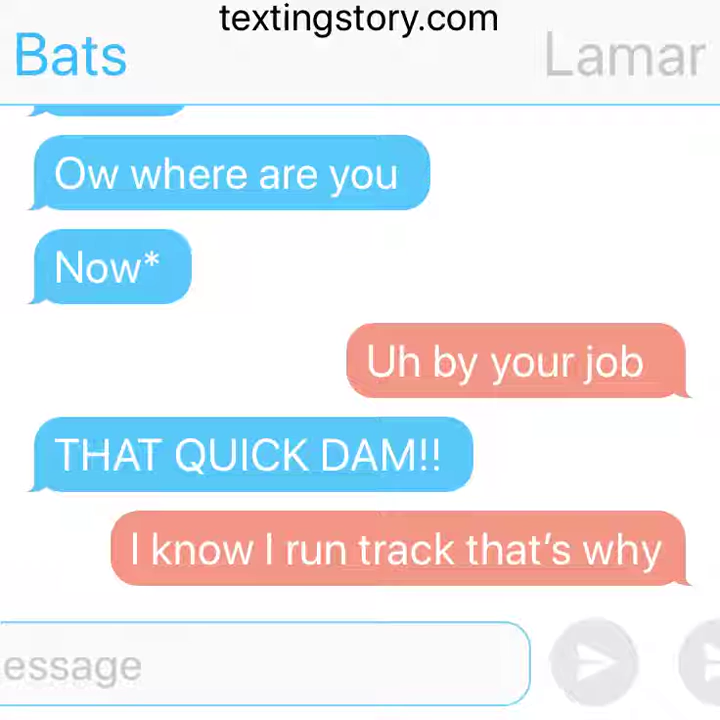 textingstory.com
Bats
Lamar
Ow where are you
Now*
Uh by your job
THAT QUICK DAM!!
I know I run track that's why
essage